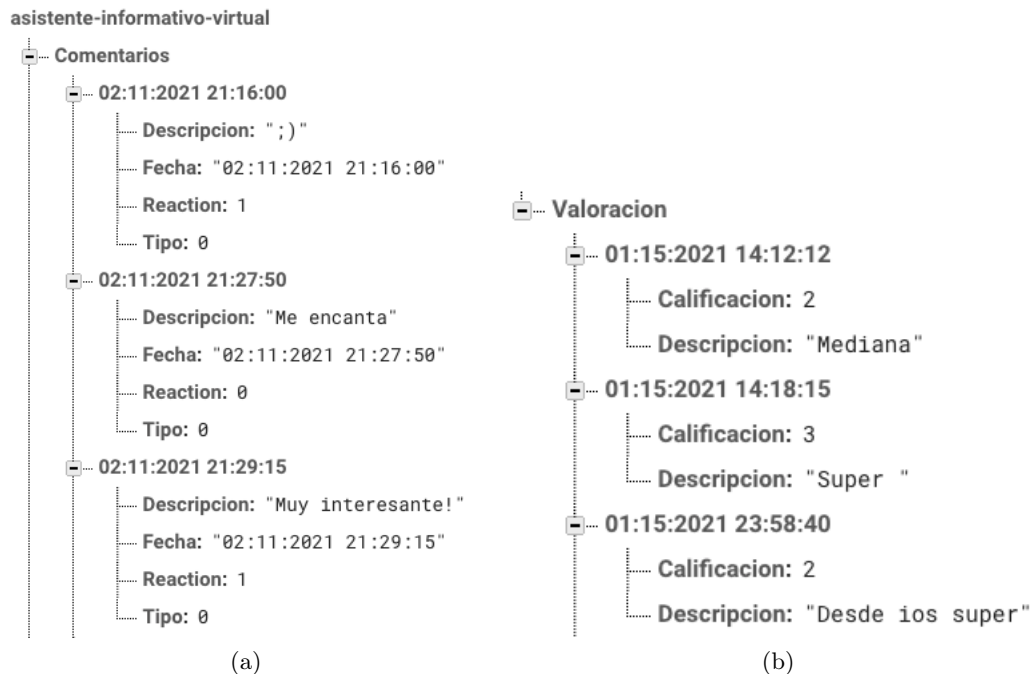 asistente-informativo-virtual
Comentarios
02:11:2021 21:16:00
Descripcion: ";)"
Fecha: "02:11:2021 21:16:00"
Reaction: 1
Tipo: 0
02:11:2021 21:27:50
Descripcion: "Me encanta"
Fecha: "02:11:2021 21:27:50"
Reaction: 0
Tipo: 0
02:11:2021 21:29:15
Descripcion: "Muy interesante!"
Fecha: "02:11:2021 21:29:15"
Reaction: 1
Tipo: 0
(a)
Valoracion
01:15:2021 14:12:12
Calificacion: 2
Descripcion: "Mediana"
01:15:2021 14:18:15
Calificacion: 3
Descripcion: "Super "
01:15:2021 23:58:40
Calificacion: 2
Descripcion: "Desde ios super"
(b)